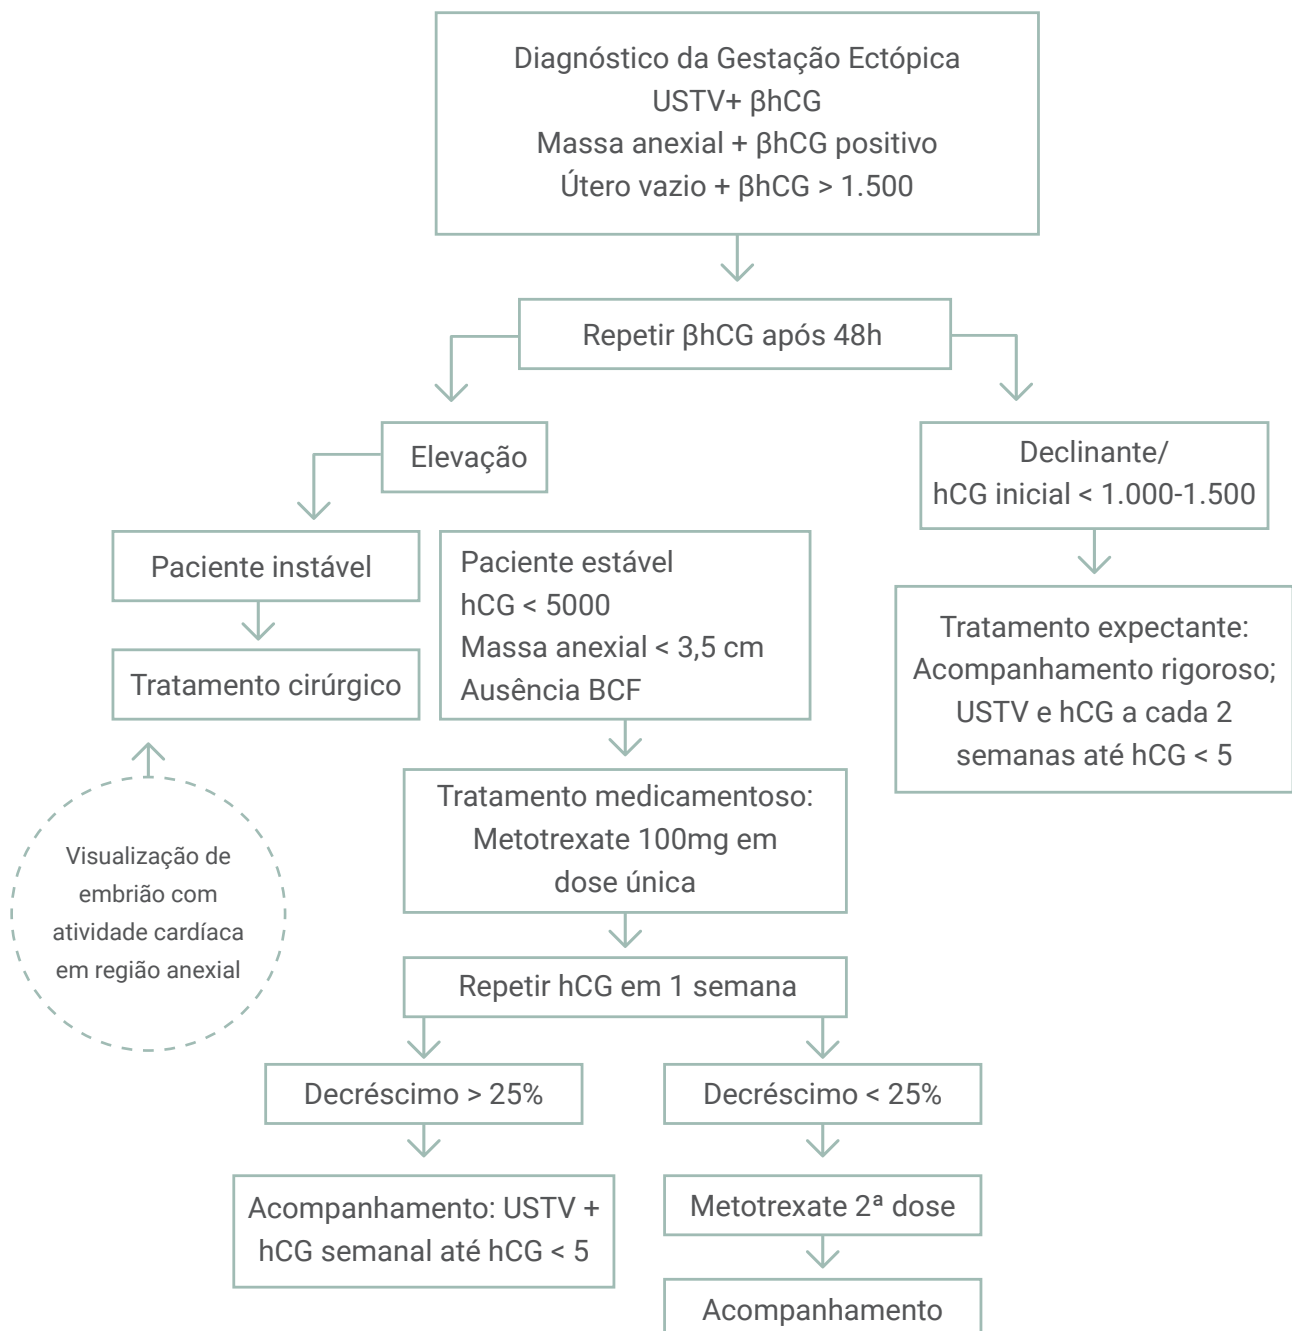 Diagnóstico da Gestação Ectópica
USTV+ βhCG
Massa anexial + βhCG positivo
Útero vazio + βhCG > 1.500
Repetir βhCG após 48h
Elevação
Declinante/
hCG inicial < 1.000-1.500
Paciente instável
Paciente estável
hCG < 5000
Massa anexial < 3,5 cm
Ausência BCF
Tratamento expectante:
Acompanhamento rigoroso;
USTV e hCG a cada 2
semanas até hCG < 5
Tratamento cirúrgico
Tratamento medicamentoso:
Metotrexate 100mg em
dose única
Visualização de
embrião com
atividade cardíaca
em região anexial
Repetir hCG em 1 semana
Decréscimo > 25%
Decréscimo < 25%
Acompanhamento: USTV +
hCG semanal até hCG < 5
Metotrexate 2ª dose
Acompanhamento